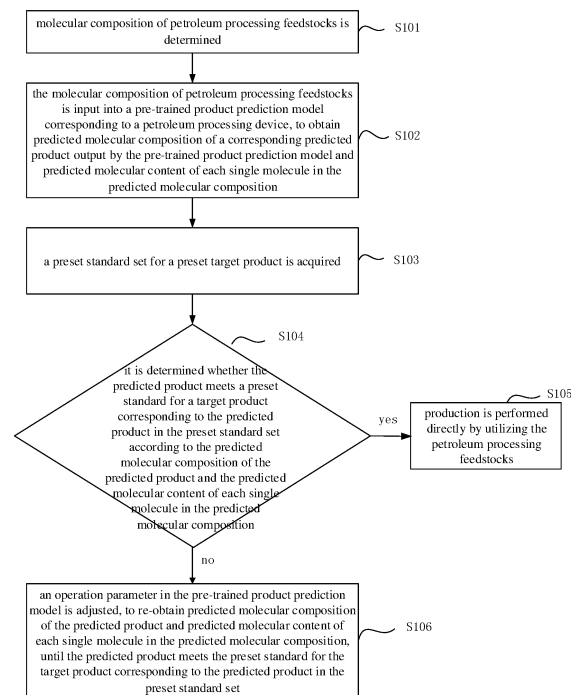 molecular composition of petroleum processing feedstocks is
determined
S101
the molecular composition of petroleum processing feedstocks
is input into a pre-trained product prediction model
corresponding to a petroleum processing device, to obtain
predicted molecular composition of a corresponding predicted
product output by the pre-trained product prediction model and
predicted molecular content of each single molecule in the
predicted molecular composition
S102
a preset standard set for a preset target product is acquired
S103
S104
it is determined whether the
predicted product meets a preset
standard for a target product
corresponding to the predicted
product in the preset standard set
according to the predicted
molecular composition of the
predicted product and the predicted
molecular content of each single
molecule in the predicted
molecular composition
yes
S105
production is performed
directly by utilizing the
petroleum processing
feedstocks
no
an operation parameter in the pre-trained product prediction
model is adjusted, to re-obtain predicted molecular composition
of the predicted product and predicted molecular content of
each single molecule in the predicted molecular composition,
until the predicted product meets the preset standard for the
target product corresponding to the predicted product in the
preset standard set
S106